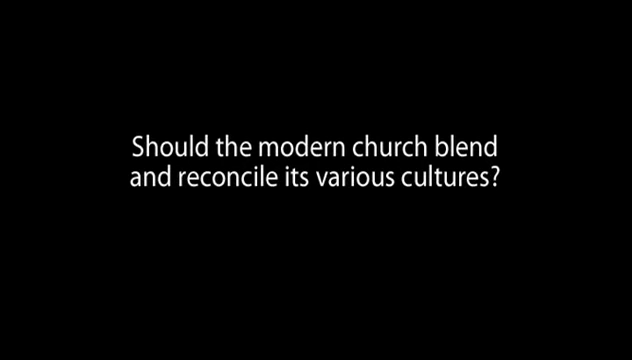 Should the modern church blend
and reconcile its various cultures?